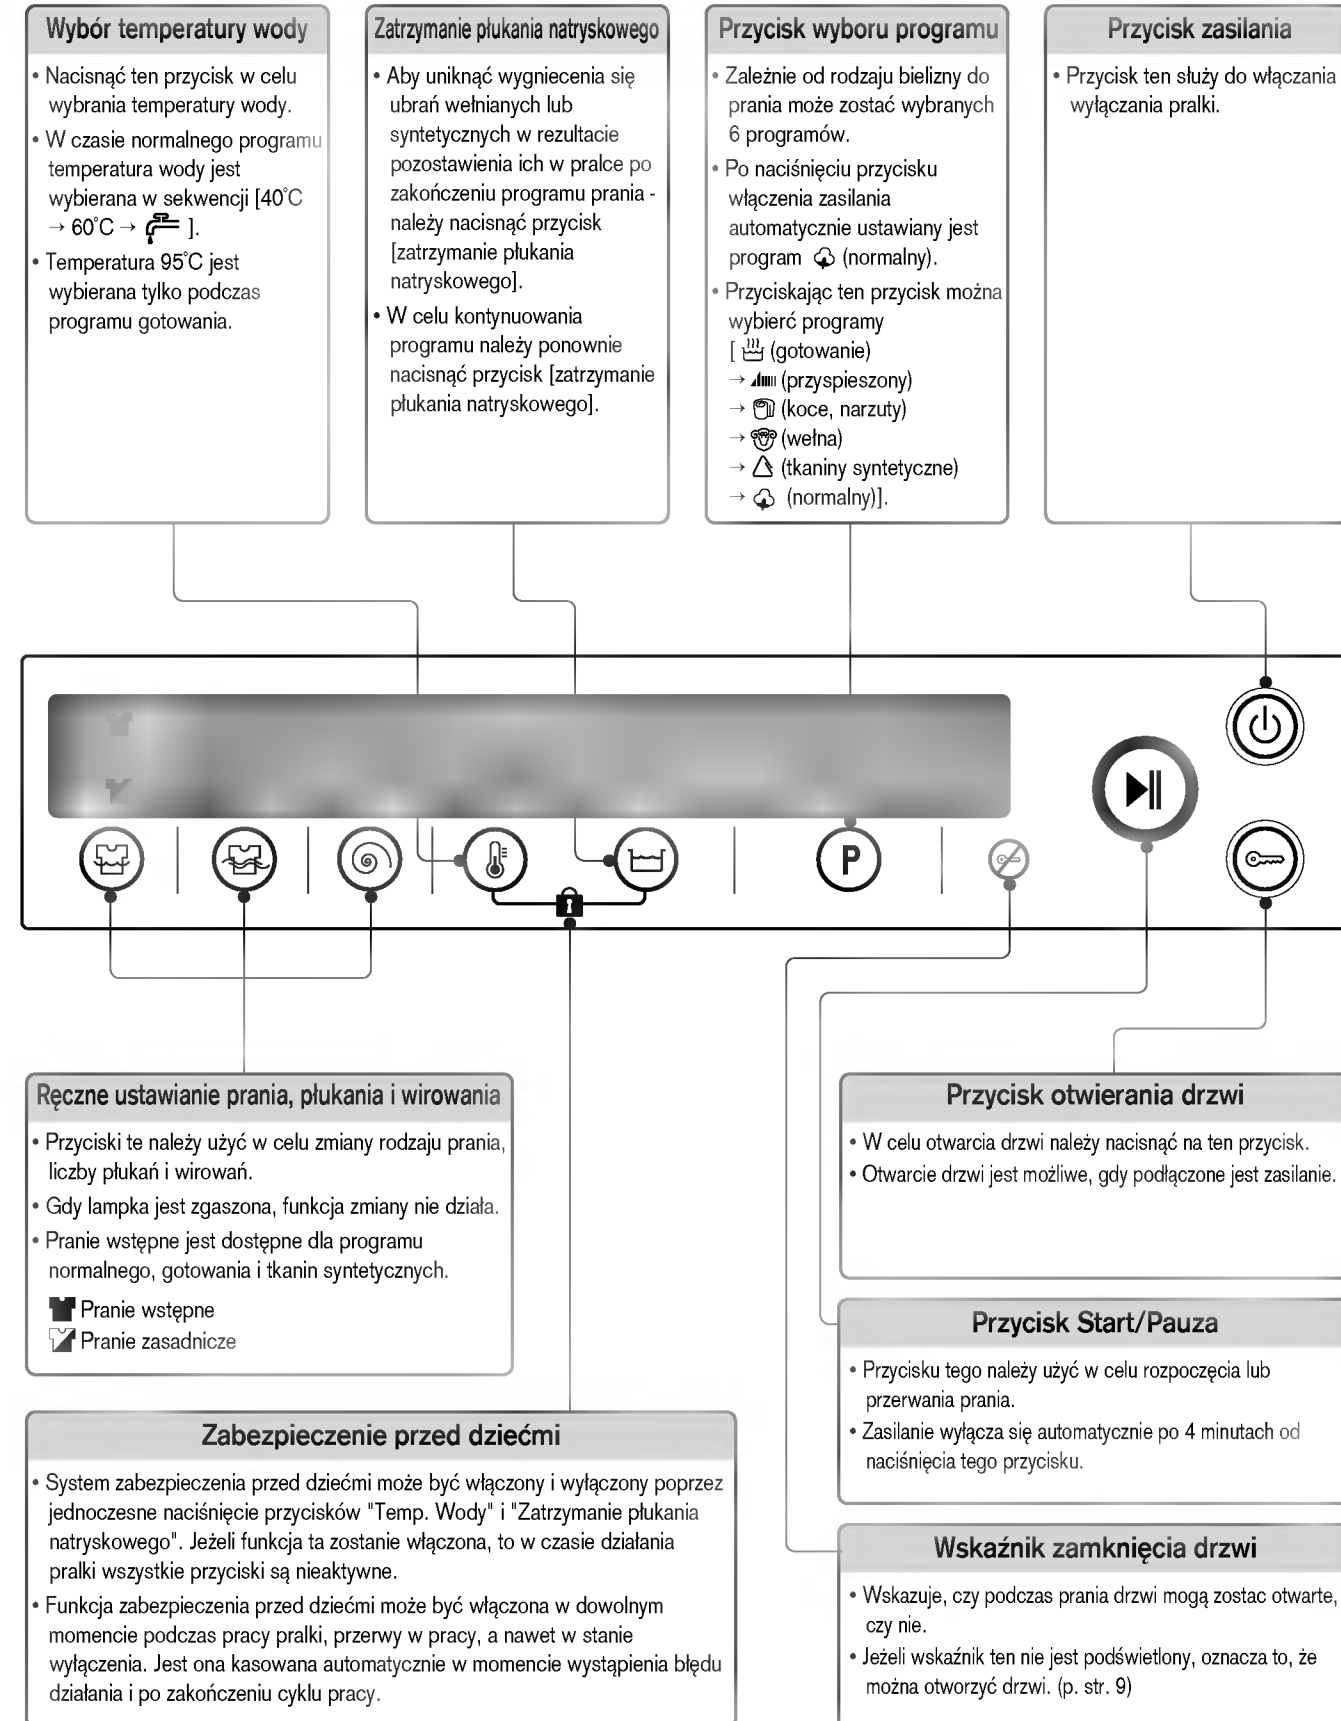 Wybór temperatury wody
• Nacisnąć ten przycisk w celu
wybrania temperatury wody.
• W czasie normalnego programu
temperatura wody jest
wybierana w sekwencji [40°C
→ 60°C → ].
• Temperatura 95°C jest
wybierana tylko podczas
programu gotowania.
Zatrzymanie płukania natryskowego
• Aby uniknąć wygniecenia się
ubrań wełnianych lub
syntetycznych w rezultacie
pozostawienia ich w pralce po
zakończeniu programu prania -
należy nacisnąć przycisk
[zatrzymanie płukania
natryskowego].
• W celu kontynuowania
programu należy ponownie
nacisnąć przycisk [zatrzymanie
płukania natryskowego].
Przycisk wyboru programu
• Zależnie od rodzaju bielizny do
prania może zostać wybranych
6 programów.
• Po naciśnięciu przycisku
włączenia zasilania
automatycznie ustawiany jest
program (normalny).
• Przyciskając ten przycisk można
wybierć programy
[ (gotowanie)
→ (przyspieszony)
→ (koce, narzuty)
→ (wełna)
→ (tkaniny syntetyczne)
→ (normalny)].
Przycisk zasilania
• Przycisk ten służy do włączania
wyłączania pralki.
P
Ręczne ustawianie prania, płukania i wirowania
• Przyciski te należy użyć w celu zmiany rodzaju prania,
liczby płukań i wirowań.
• Gdy lampka jest zgaszona, funkcja zmiany nie działa.
• Pranie wstępne jest dostępne dla programu
normalnego, gotowania i tkanin syntetycznych.
Pranie wstępne
Pranie zasadnicze
Zabezpieczenie przed dziećmi
• System zabezpieczenia przed dziećmi może być włączony i wyłączony poprzez
jednoczesne naciśnięcie przycisków "Temp. Wody" i "Zatrzymanie płukania
natryskowego". Jeżeli funkcja ta zostanie włączona, to w czasie działania
pralki wszystkie przyciski są nieaktywne.
• Funkcja zabezpieczenia przed dziećmi może być włączona w dowolnym
momencie podczas pracy pralki, przerwy w pracy, a nawet w stanie
wyłączenia. Jest ona kasowana automatycznie w momencie wystąpienia błędu
działania i po zakończeniu cyklu pracy.
Przycisk otwierania drzwi
• W celu otwarcia drzwi należy nacisnąć na ten przycisk.
• Otwarcie drzwi jest możliwe, gdy podłączone jest zasilanie.
Przycisk Start/Pauza
• Przycisku tego należy użyć w celu rozpoczęcia lub
przerwania prania.
• Zasilanie wyłącza się automatycznie po 4 minutach od
naciśnięcia tego przycisku.
Wskaźnik zamknięcia drzwi
• Wskazuje, czy podczas prania drzwi mogą zostac otwarte,
czy nie.
• Jeżeli wskaźnik ten nie jest podświetlony, oznacza to, że
można otworzyć drzwi. (p. str. 9)